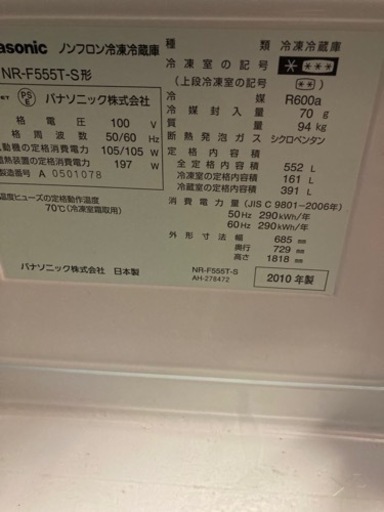 asonic ノンフロン冷凍冷蔵庫
NR-F555T-S形
PS E パナソニック株式会社
格電圧 100 V
格周波数 50/60 Hz
動機の定格消費電力 105/105 W
熱装置の定格消費電力 197 W
製造番号 A 0501078
温度ヒューズの定格動作温度
70℃(冷凍室霜取用)
パナソニック株式会社 日本製
種類 冷凍冷蔵庫
冷凍室の記号
(上段冷凍室の記号)
冷媒 R600a
冷媒封入量 70 g
質量 94 kg
断熱発泡ガス シクロペンタン
定格内容積
全定格内容積 552 L
冷凍室の定格内容積 161 L
冷蔵室の定格内容積 391 L
消費電力量 (JIS C 9801-2006年)
50Hz 290kWh/年
60Hz 290kWh/年
外形寸法 幅 685 mm
奥行 729 mm
高さ 1818 mm
NR-F555T-S
AH-278472
2010年製